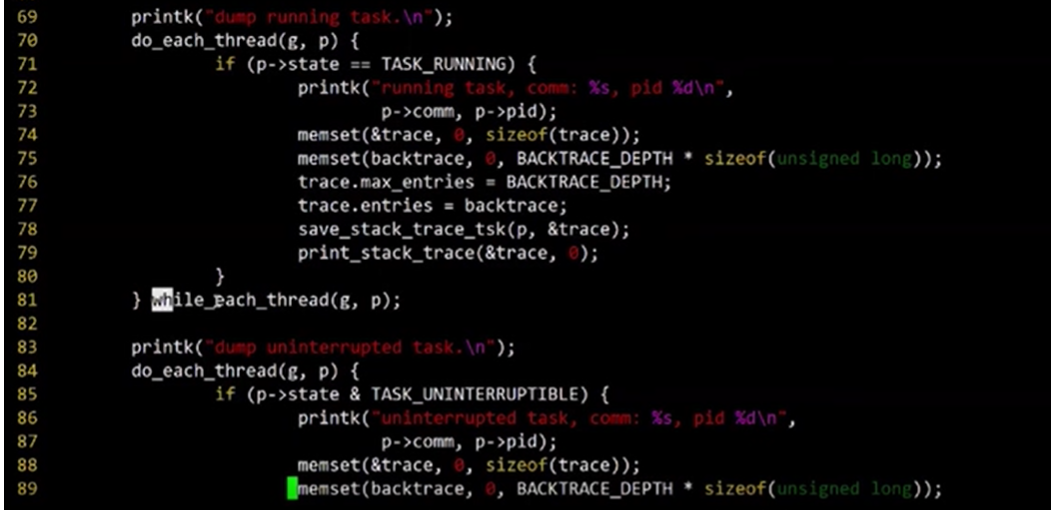 69 printk("dump running task.\n");
70 do_each_thread(g, p) {
71 if (p->state == TASK_RUNNING) {
72 printk("running task, comm: %s, pid %d\n",
73 p->comm, p->pid);
74 memset(&trace, 0, sizeof(trace));
75 memset(backtrace, 0, BACKTRACE_DEPTH * sizeof(unsigned long));
76 trace.max_entries = BACKTRACE_DEPTH;
77 trace.entries = backtrace;
78 save_stack_trace_tsk(p, &trace);
79 print_stack_trace(&trace, 0);
80 }
81 } while_each_thread(g, p);
82
83 printk("dump uninterrupted task.\n");
84 do_each_thread(g, p) {
85 if (p->state & TASK_UNINTERRUPTIBLE) {
86 printk("uninterrupted task, comm: %s, pid %d\n",
87 p->comm, p->pid);
88 memset(&trace, 0, sizeof(trace));
89 memset(backtrace, 0, BACKTRACE_DEPTH * sizeof(unsigned long));